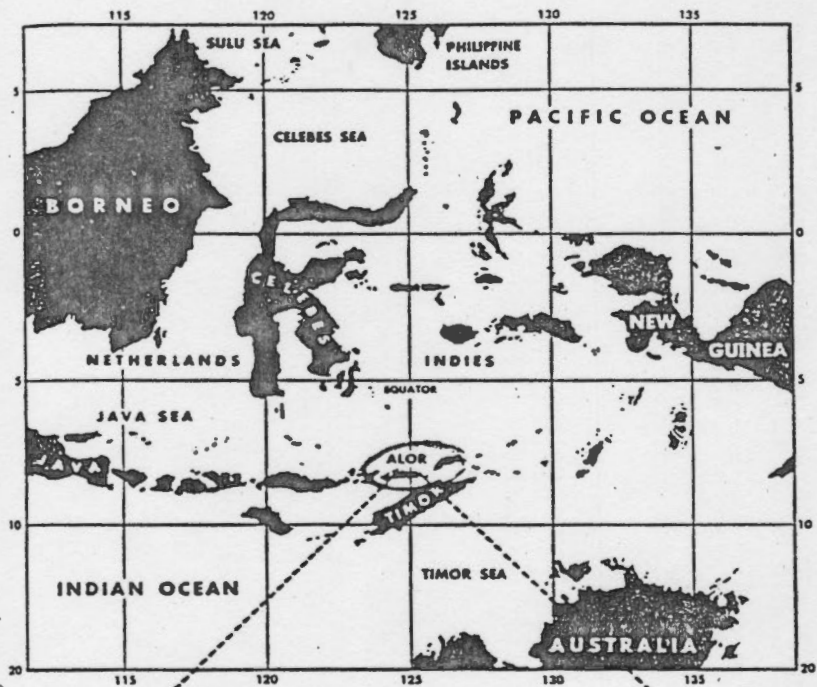 115 120 125 130 135
SULU SEA
PHILIPPINE
ISLANDS
5 5
PACIFIC OCEAN
CELEBES SEA
BORNEO
0 0
CELEBES
NEW
GUINEA
NETHERLANDS INDIES
5 5
EQUATOR
JAVA SEA
ALOR
JAVA
TIMOR
10 10
TIMOR SEA
INDIAN OCEAN
AUSTRALIA
20 20
115 120 125 130 135